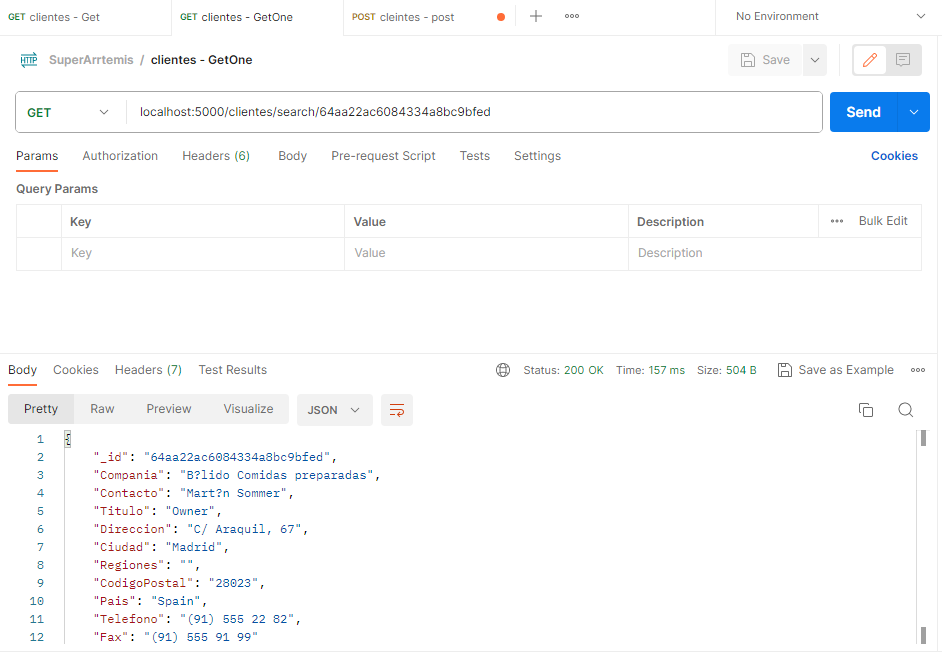 GET clientes - Get
GET clientes - GetOne
POST cleintes - post
No Environment
HTTP SuperArrtemis / clientes - GetOne
Save
GET localhost:5000/clientes/search/64aa22ac6084334a8bc9bfed
Send
Params Authorization Headers (6) Body Pre-request Script Tests Settings Cookies
Query Params
Key Value Description Bulk Edit
Key Value Description
Body Cookies Headers (7) Test Results Status: 200 OK Time: 157 ms Size: 504 B Save as Example
Pretty Raw Preview Visualize JSON
1 {
2 "_id": "64aa22ac6084334a8bc9bfed",
3 "Compania": "B?lido Comidas preparadas",
4 "Contacto": "Mart?n Sommer",
5 "Titulo": "Owner",
6 "Direccion": "C/ Araquil, 67",
7 "Ciudad": "Madrid",
8 "Regiones": "",
9 "CodigoPostal": "28023",
10 "Pais": "Spain",
11 "Telefono": "(91) 555 22 82",
12 "Fax": "(91) 555 91 99"